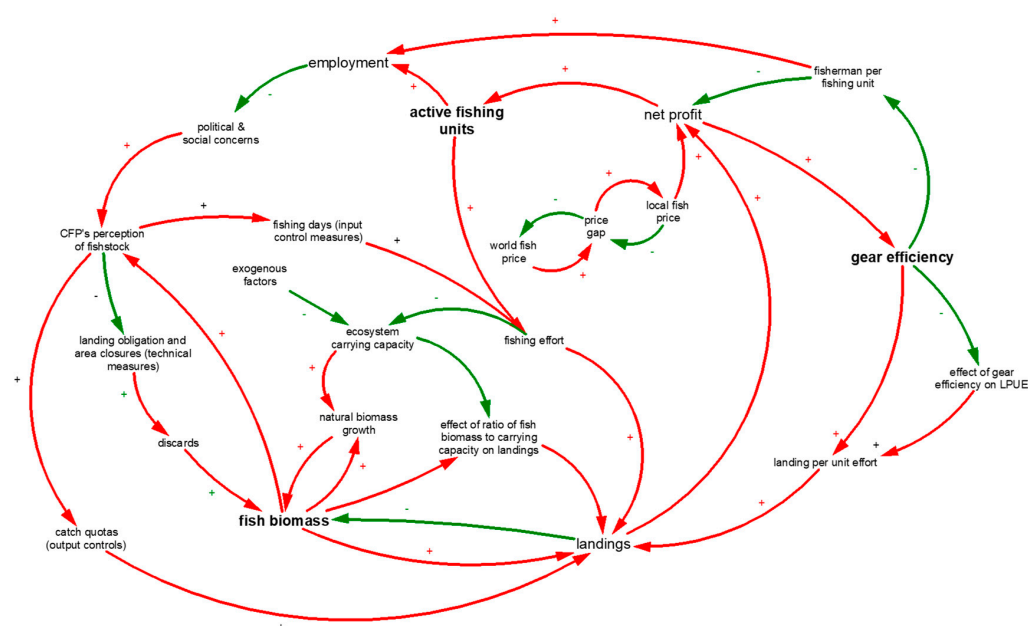 employment
fisherman per
fishing unit
active fishing
units
net profit
political &
social concerns
local fish
price
price
gap
CFP's perception
of fishstock
fishing days (input
control measures)
world fish
price
gear efficiency
exogenous
factors
ecosystem
carrying capacity
fishing effort
landing obligation and
area closures (technical
measures)
effect of gear
efficiency on LPUE
natural biomass
growth
effect of ratio of fish
biomass to carrying
capacity on landings
discards
landing per unit effort
fish biomass
catch quotas
(output controls)
landings